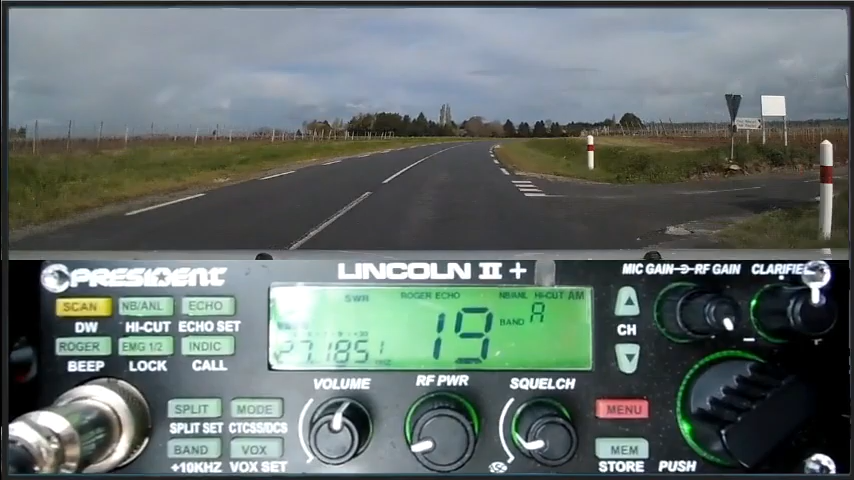 PRESIDENT
LINCOLN II +
MIC GAIN RF GAIN
CLARIFIER
SCAN
NB/ANL
ECHO
DW
HI-CUT
ECHO SET
ROGER
EMG 1/2
INDIC
BEEP
LOCK
CALL
SPLIT
MODE
SPLIT SET
CTCSS/DCS
BAND
VOX
+10KHZ
VOX SET
SWR
ROGER ECHO
NB/ANL HI-CUT AM
19
BAND A
27.185
CH
VOLUME
RF PWR
SQUELCH
MENU
MEM
STORE
PUSH